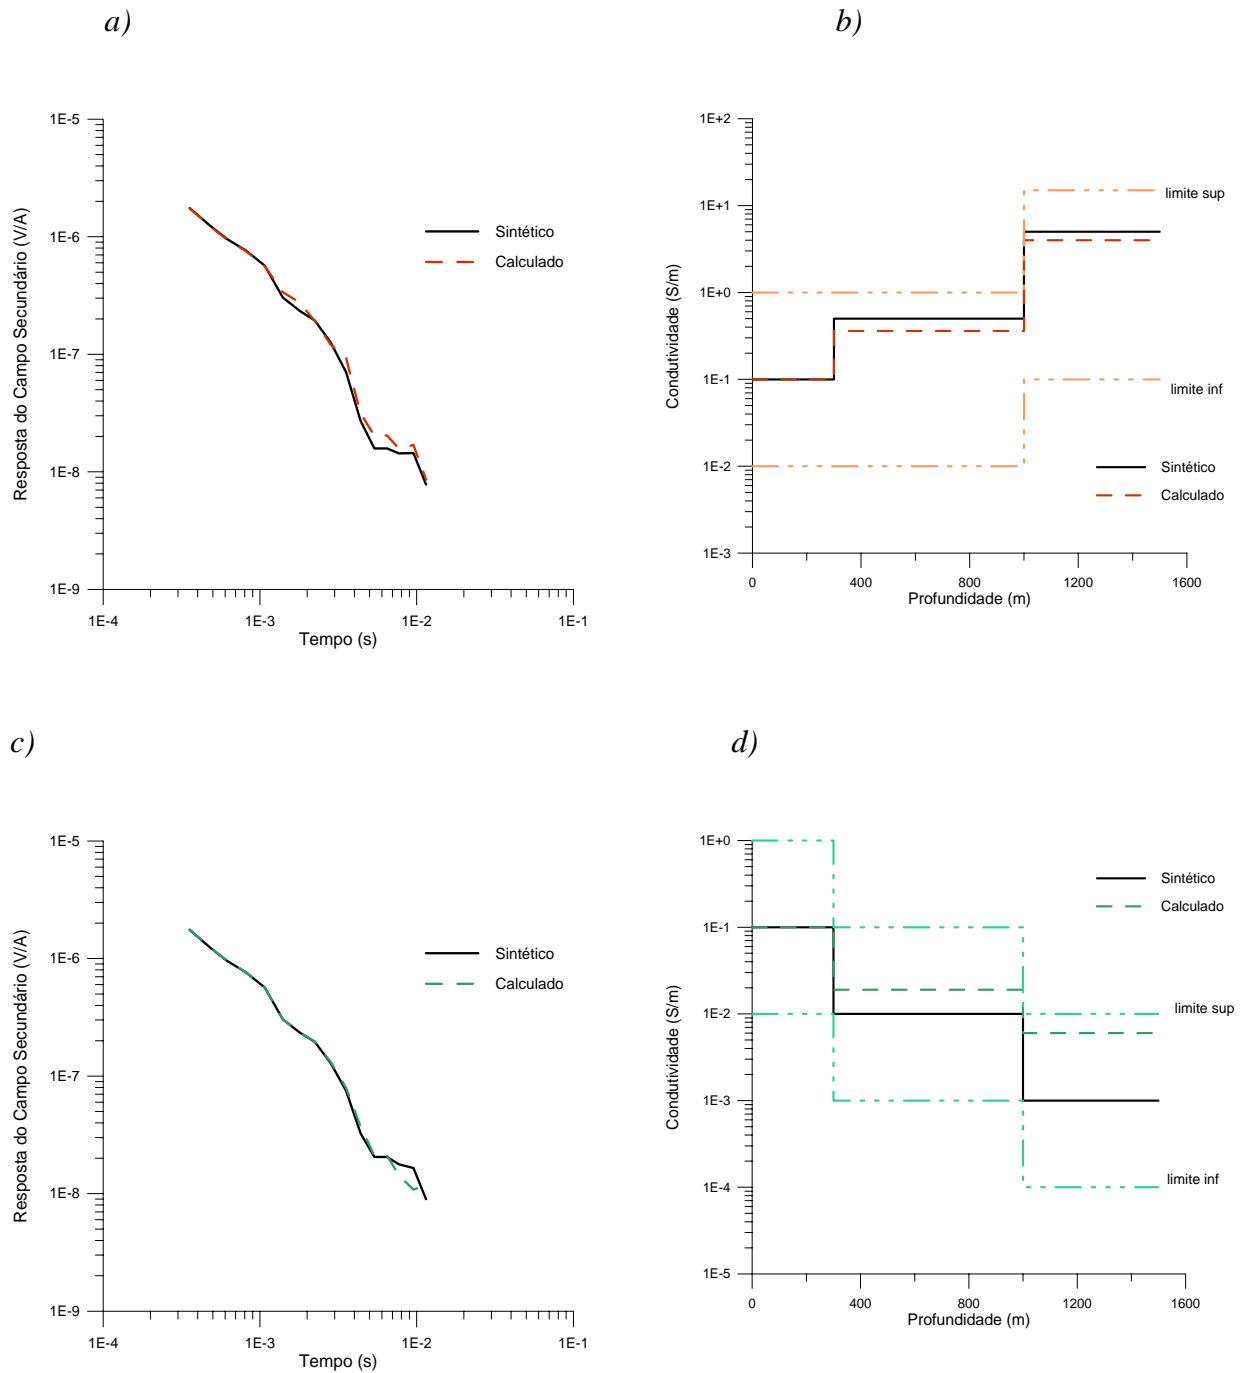 a)
Resposta do Campo Secundário (V/A)
1E-5
1E-6
1E-7
1E-8
1E-9
Sintético
Calculado
1E-4
1E-3
1E-2
1E-1
Tempo (s)
b)
Condutividade (S/m)
1E+2
1E+1
1E+0
1E-1
1E-2
1E-3
limite sup
limite inf
Sintético
Calculado
0
400
800
1200
1600
Profundidade (m)
c)
Resposta do Campo Secundário (V/A)
1E-5
1E-6
1E-7
1E-8
1E-9
Sintético
Calculado
1E-4
1E-3
1E-2
1E-1
Tempo (s)
d)
Condutividade (S/m)
1E+0
1E-1
1E-2
1E-3
1E-4
1E-5
Sintético
Calculado
limite sup
limite inf
0
400
800
1200
1600
Profundidade (m)